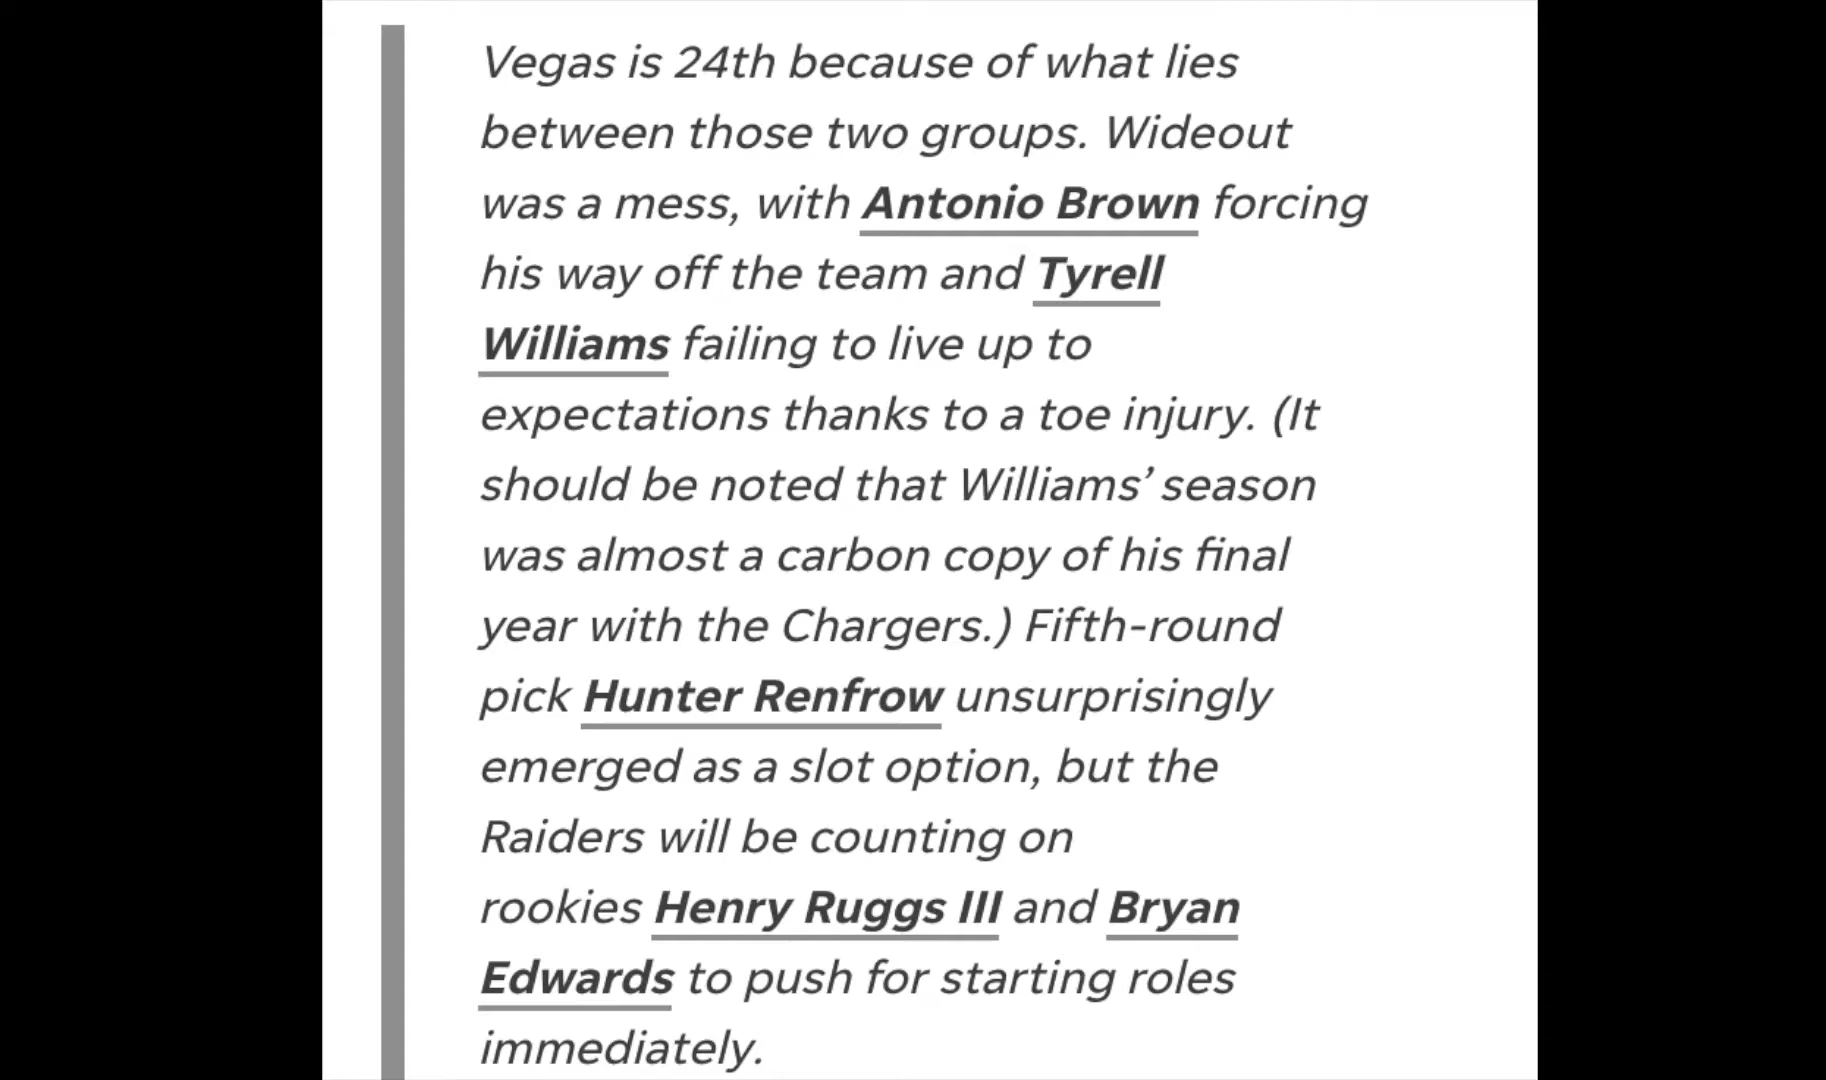 Vegas is 24th because of what lies
between those two groups. Wideout
was a mess, with Antonio Brown forcing
his way off the team and Tyrell
Williams failing to live up to
expectations thanks to a toe injury. (It
should be noted that Williams’ season
was almost a carbon copy of his final
year with the Chargers.) Fifth-round
pick Hunter Renfrow unsurprisingly
emerged as a slot option, but the
Raiders will be counting on
rookies Henry Ruggs III and Bryan
Edwards to push for starting roles
immediately.